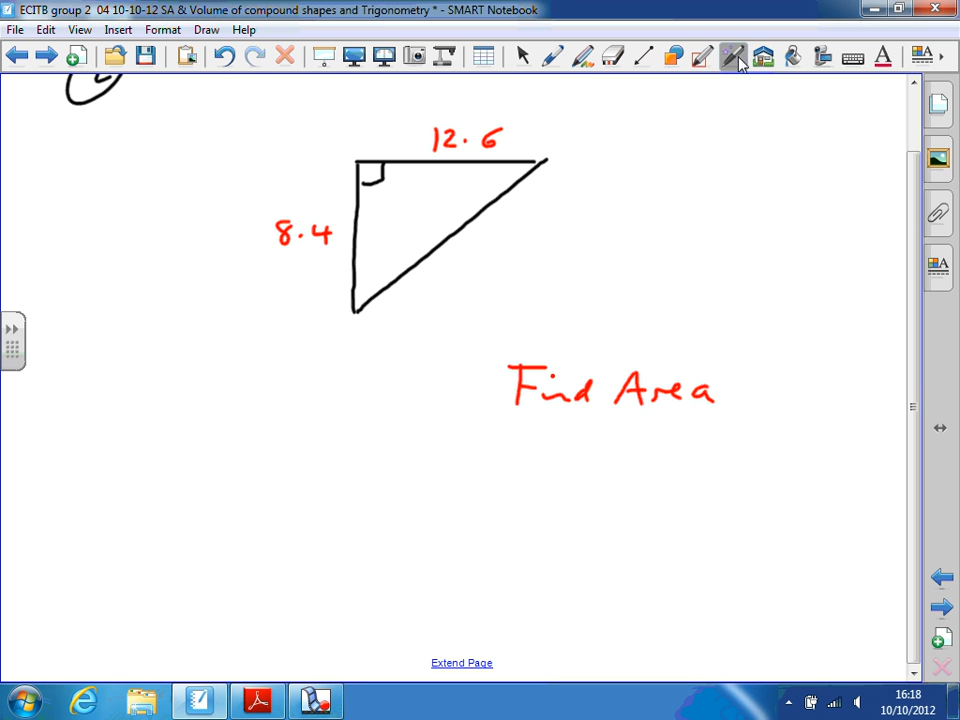 ECITB group 2 04 10-10-12 SA & Volume of compound shapes and Trigonometry * - SMART Notebook
File Edit View Insert Format Draw Help
12.6
8.4
Find Area
Extend Page
16:18
10/10/2012